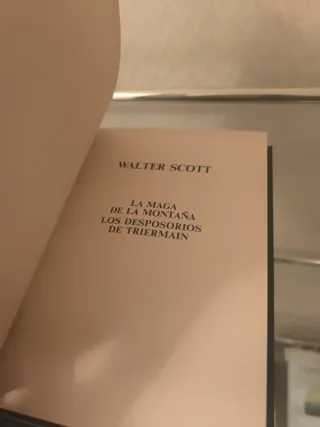 WALTER SCOTT
LA MAGA
DE LA MONTAÑA
LOS DESPOSORIOS
DE TRIERMAIN